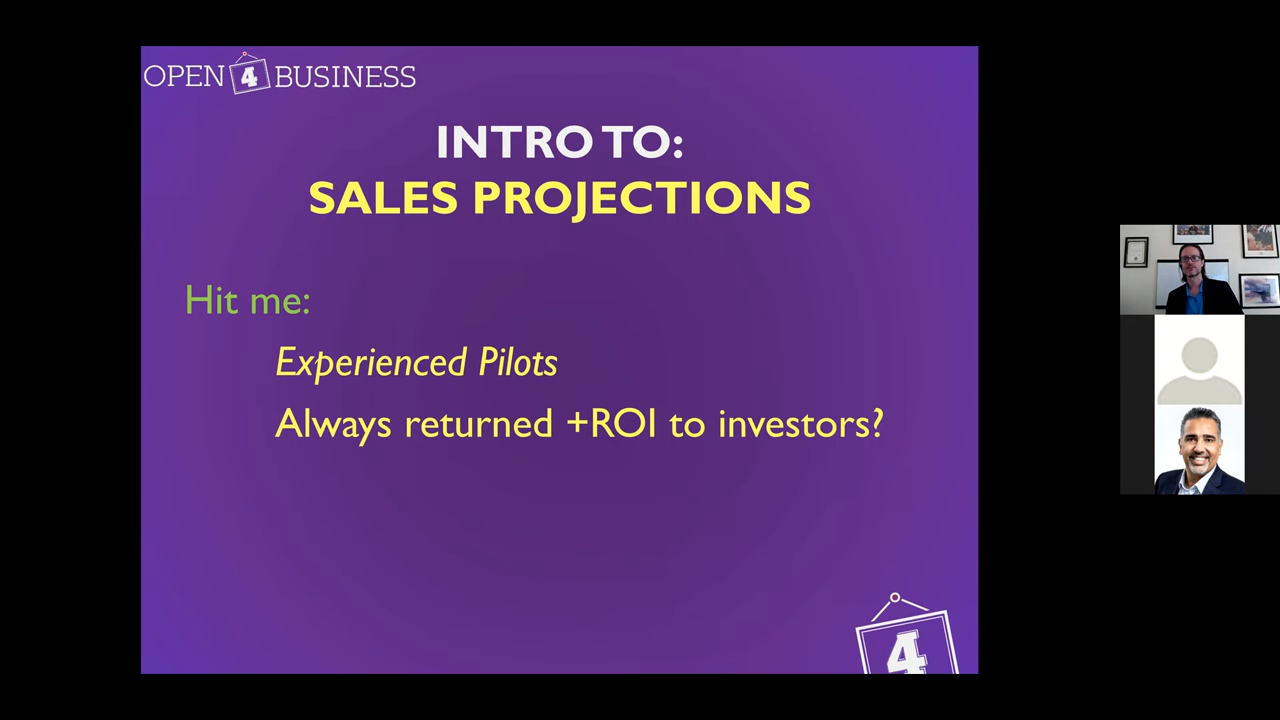 OPEN 4 BUSINESS
INTRO TO:
SALES PROJECTIONS
Hit me:
Experienced Pilots
Always returned +ROI to investors?
4